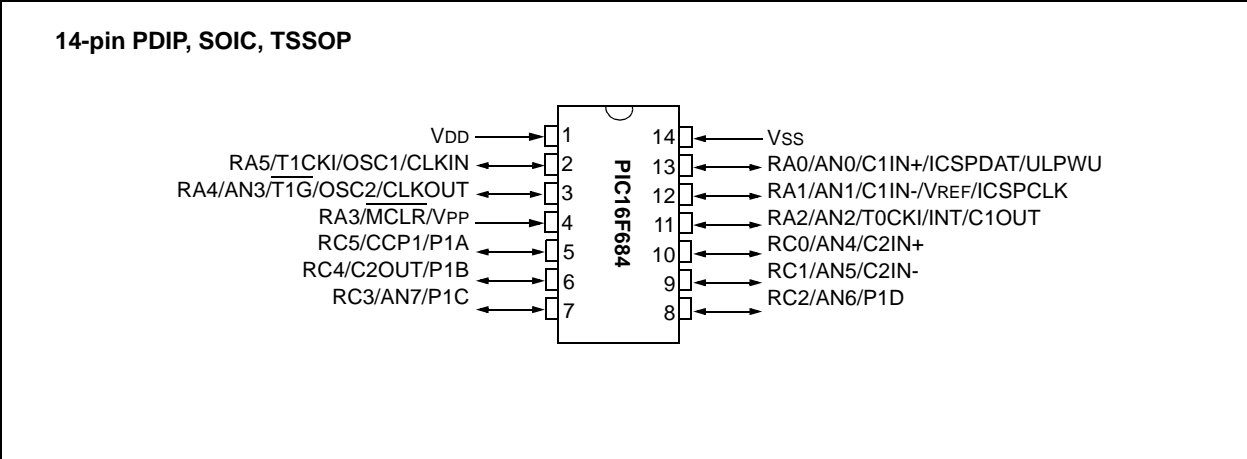 14-pin PDIP, SOIC, TSSOP
VDD 1
RA5/T1CKI/OSC1/CLKIN 2
RA4/AN3/T1G/OSC2/CLKOUT 3
RA3/MCLR/VPP 4
RC5/CCP1/P1A 5
RC4/C2OUT/P1B 6
RC3/AN7/P1C 7
PIC16F684
14 VSS
13 RA0/AN0/C1IN+/ICSPDAT/ULPWU
12 RA1/AN1/C1IN-/VREF/ICSPCLK
11 RA2/AN2/T0CKI/INT/C1OUT
10 RC0/AN4/C2IN+
9 RC1/AN5/C2IN-
8 RC2/AN6/P1D